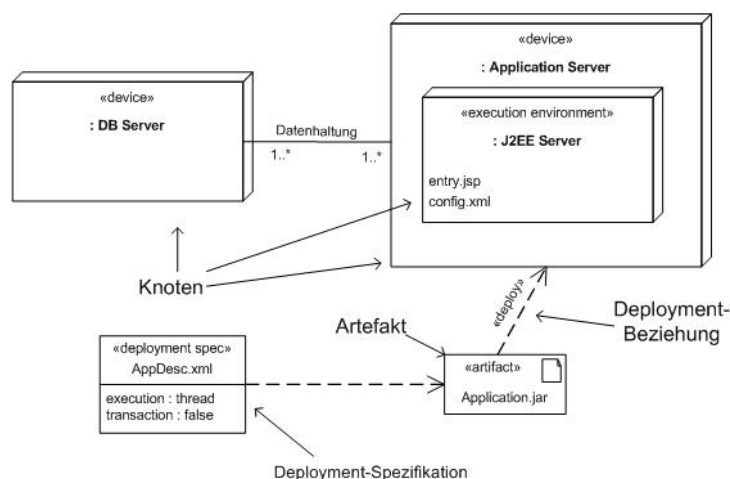 «device»
: Application Server
«device»
: DB Server
«execution environment»
: J2EE Server
Datenhaltung
1..*
1..*
entry.jsp
config.xml
Knoten
«deploy»
Deployment-
Beziehung
Artefakt
«deployment spec»
AppDesc.xml
execution : thread
transaction : false
«artifact»
Application.jar
Deployment-Spezifikation